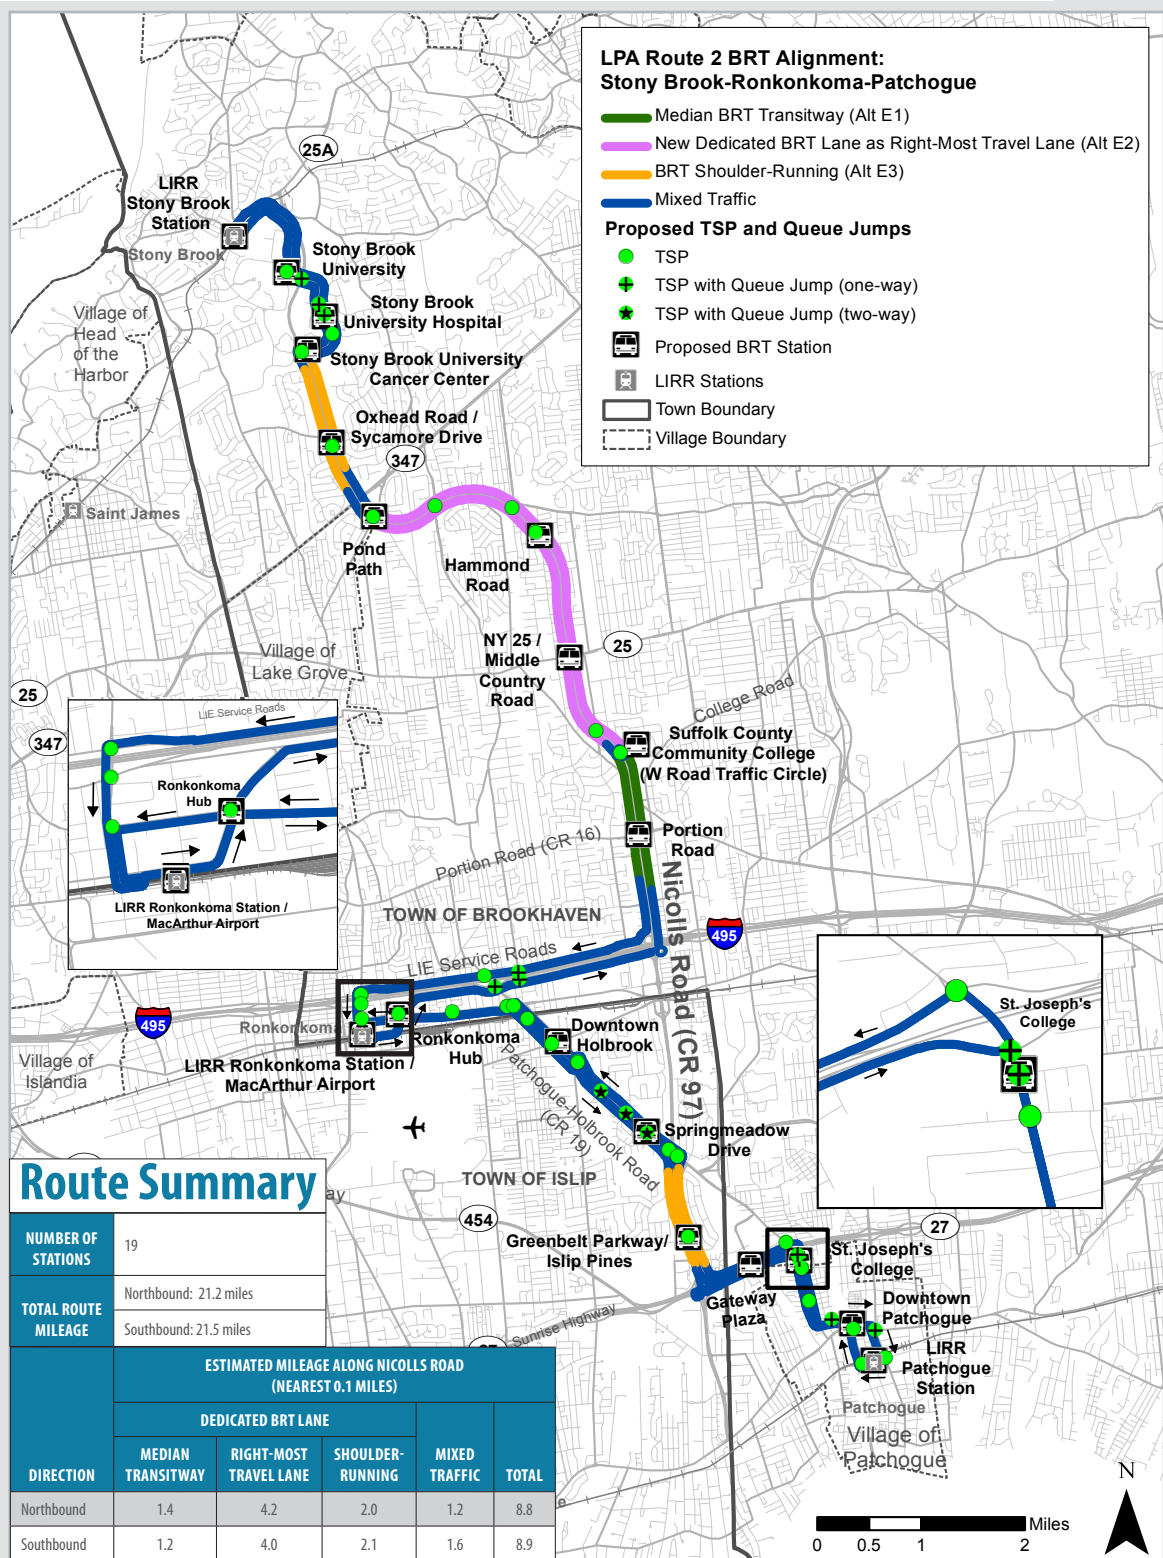 LPA Route 2 BRT Alignment:
Stony Brook-Ronkonkoma-Patchogue
Median BRT Transitway (Alt E1)
New Dedicated BRT Lane as Right-Most Travel Lane (Alt E2)
BRT Shoulder-Running (Alt E3)
Mixed Traffic
Proposed TSP and Queue Jumps
TSP
TSP with Queue Jump (one-way)
TSP with Queue Jump (two-way)
Proposed BRT Station
LIRR Stations
Town Boundary
Village Boundary
25A
LIRR
Stony Brook
Station
Stony Brook
Stony Brook
University
Stony Brook
University Hospital
Village of
Head
of the
Harbor
Stony Brook University
Cancer Center
Oxhead Road /
Sycamore Drive
347
Saint James
Pond
Path
Hammond
Road
NY 25 /
Middle
Country
Road
25
Village of
Lake Grove
25
College Road
347
LIE Service Roads
Ronkonkoma
Hub
LIRR Ronkonkoma Station /
MacArthur Airport
Suffolk County
Community College
(W Road Traffic Circle)
Portion
Road
Portion Road (CR 16)
Nicolls Road (CR 97)
TOWN OF BROOKHAVEN
495
LIE Service Roads
495
Ronkonkoma
Ronkonkoma
Hub
LIRR Ronkonkoma Station /
MacArthur Airport
Village of
Islandia
Downtown
Holbrook
Patchogue-Holbrook Road
(CR 19)
Springmeadow
Drive
TOWN OF ISLIP
St. Joseph's
College
454
27
Greenbelt Parkway/
Islip Pines
St. Joseph's
College
Gateway
Plaza
Sunrise Highway
27
Downtown
Patchogue
LIRR
Patchogue
Station
Patchogue
Village of
Patchogue
N
Miles
0 0.5 1 2
ay
e
Route Summary
NUMBER OF
STATIONS
19
TOTAL ROUTE
MILEAGE
Northbound: 21.2 miles
Southbound: 21.5 miles
ESTIMATED MILEAGE ALONG NICOLLS ROAD
(NEAREST 0.1 MILES)
DEDICATED BRT LANE
DIRECTION MEDIAN TRANSITWAY RIGHT-MOST TRAVEL LANE SHOULDER-RUNNING MIXED TRAFFIC TOTAL
Northbound 1.4 4.2 2.0 1.2 8.8
Southbound 1.2 4.0 2.1 1.6 8.9